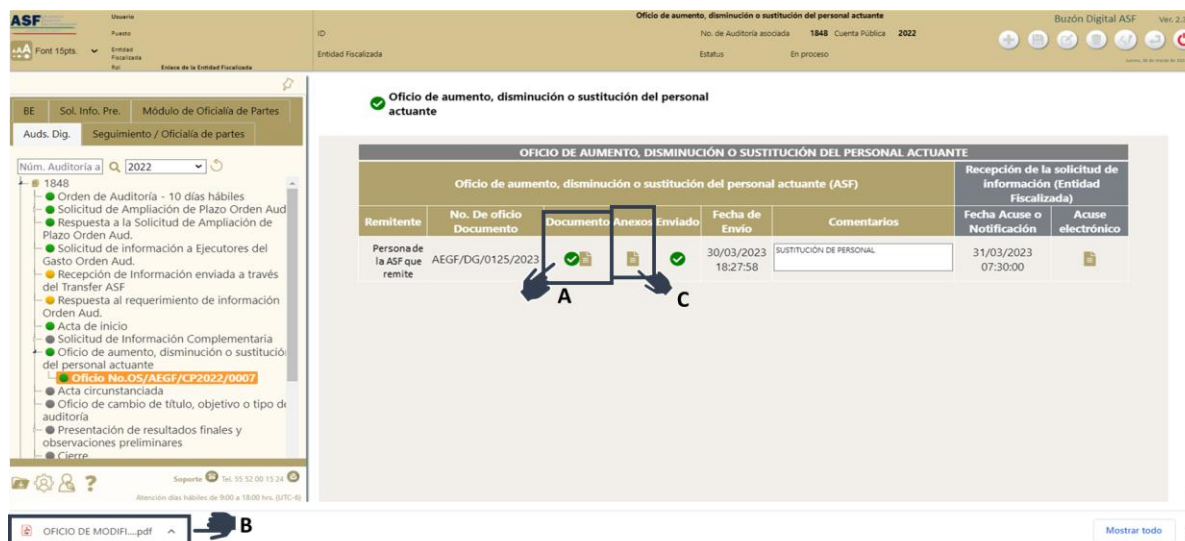 ASF
Usuario
Puesto
Entidad
Fiscalizada
Rol
Enlace de la Entidad Fiscalizada
Font 15pts.
Oficio de aumento, disminución o sustitución del personal actuante
ID
No. de Auditoría asociada 1848 Cuenta Pública 2022
Entidad Fiscalizada
Estatus En proceso
Buzón Digital ASF Ver. 2.
BE Sol. Info. Pre. Módulo de Oficialía de Partes
Auds. Dig. Seguimiento / Oficialía de partes
Núm. Auditoría a 2022
1848
Orden de Auditoría - 10 días hábiles
Solicitud de Ampliación de Plazo Orden Aud
Respuesta a la Solicitud de Ampliación de
Plazo Orden Aud.
Solicitud de información a Ejecutores del
Gasto Orden Aud.
Recepción de Información enviada a través
del Transfer ASF
Respuesta al requerimiento de información
Orden Aud.
Acta de inicio
Solicitud de Información Complementaria
Oficio de aumento, disminución o sustitució
del personal actuante
Oficio No.OS/AEGF/CP2022/0007
Acta circunstanciada
Oficio de cambio de título, objetivo o tipo de
auditoría
Presentación de resultados finales y
observaciones preliminares
Cierre
Soporte Tel. 55 52 00 15 24
Atención días hábiles de 9:00 a 18:00 hrs. (UTC-6)
Oficio de aumento, disminución o sustitución del personal
actuante
OFICIO DE AUMENTO, DISMINUCIÓN O SUSTITUCIÓN DEL PERSONAL ACTUANTE
Oficio de aumento, disminución o sustitución del personal actuante (ASF)
Recepción de la solicitud de
información (Entidad
Fiscalizada)
Remitente
No. De oficio
Documento
Documento
Anexos
Enviado
Fecha de
Envío
Comentarios
Fecha Acuse o
Notificación
Acuse
electrónico
Persona de
la ASF que
remite
AEGF/DG/0125/2023
30/03/2023
18:27:58
SUSTITUCIÓN DE PERSONAL
31/03/2023
07:30:00
A
C
OFICIO DE MODIFI....pdf
B
Mostrar todo